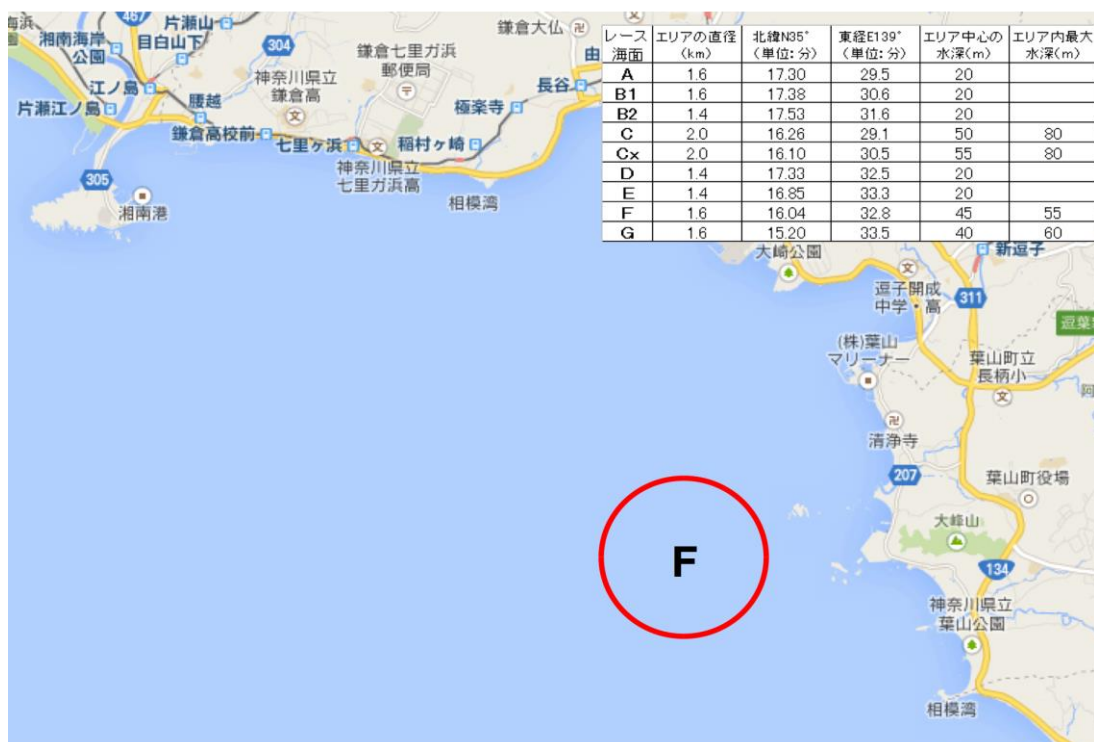 467
片瀬山
目白山下
湘南海岸
公園
304
鎌倉大仏
鎌倉七里ガ浜
郵便局
由
神奈川県立
鎌倉高
江ノ島
腰越
片瀬江ノ島
鎌倉高校前
七里ヶ浜
稲村ヶ崎
極楽寺
長谷
神奈川県立
七里ガ浜高
相模湾
305
湘南港
レース海面 エリアの直径(km) 北緯N35°(単位:分) 東経E139°(単位:分) エリア中心の水深(m) エリア内最大水深(m)
A 1.6 17.30 29.5 20
B1 1.6 17.38 30.6 20
B2 1.4 17.53 31.6 20
C 2.0 16.26 29.1 50 80
Cx 2.0 16.10 30.5 55 80
D 1.4 17.33 32.5 20
E 1.4 16.85 33.3 20
F 1.6 16.04 32.8 45 55
G 1.6 15.20 33.5 40 60
大崎公園
新逗子
逗子開成
中学・高
311
逗葉
(株)葉山
マリーナー
葉山町立
長柄小
清浄寺
207
葉山町役場
大峰山
F
134
神奈川県立
葉山公園
相模湾